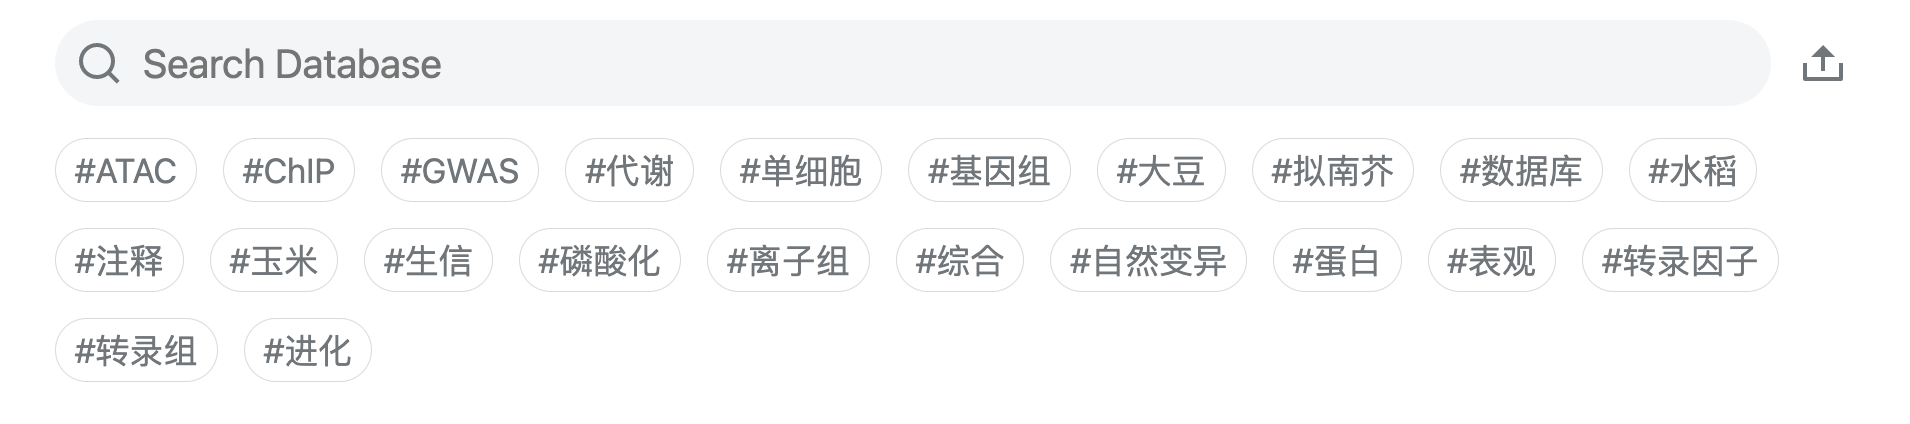 Search Database
#ATAC #ChIP #GWAS #代谢 #单细胞 #基因组 #大豆 #拟南芥 #数据库 #水稻
#注释 #玉米 #生信 #磷酸化 #离子组 #综合 #自然变异 #蛋白 #表观 #转录因子
#转录组 #进化